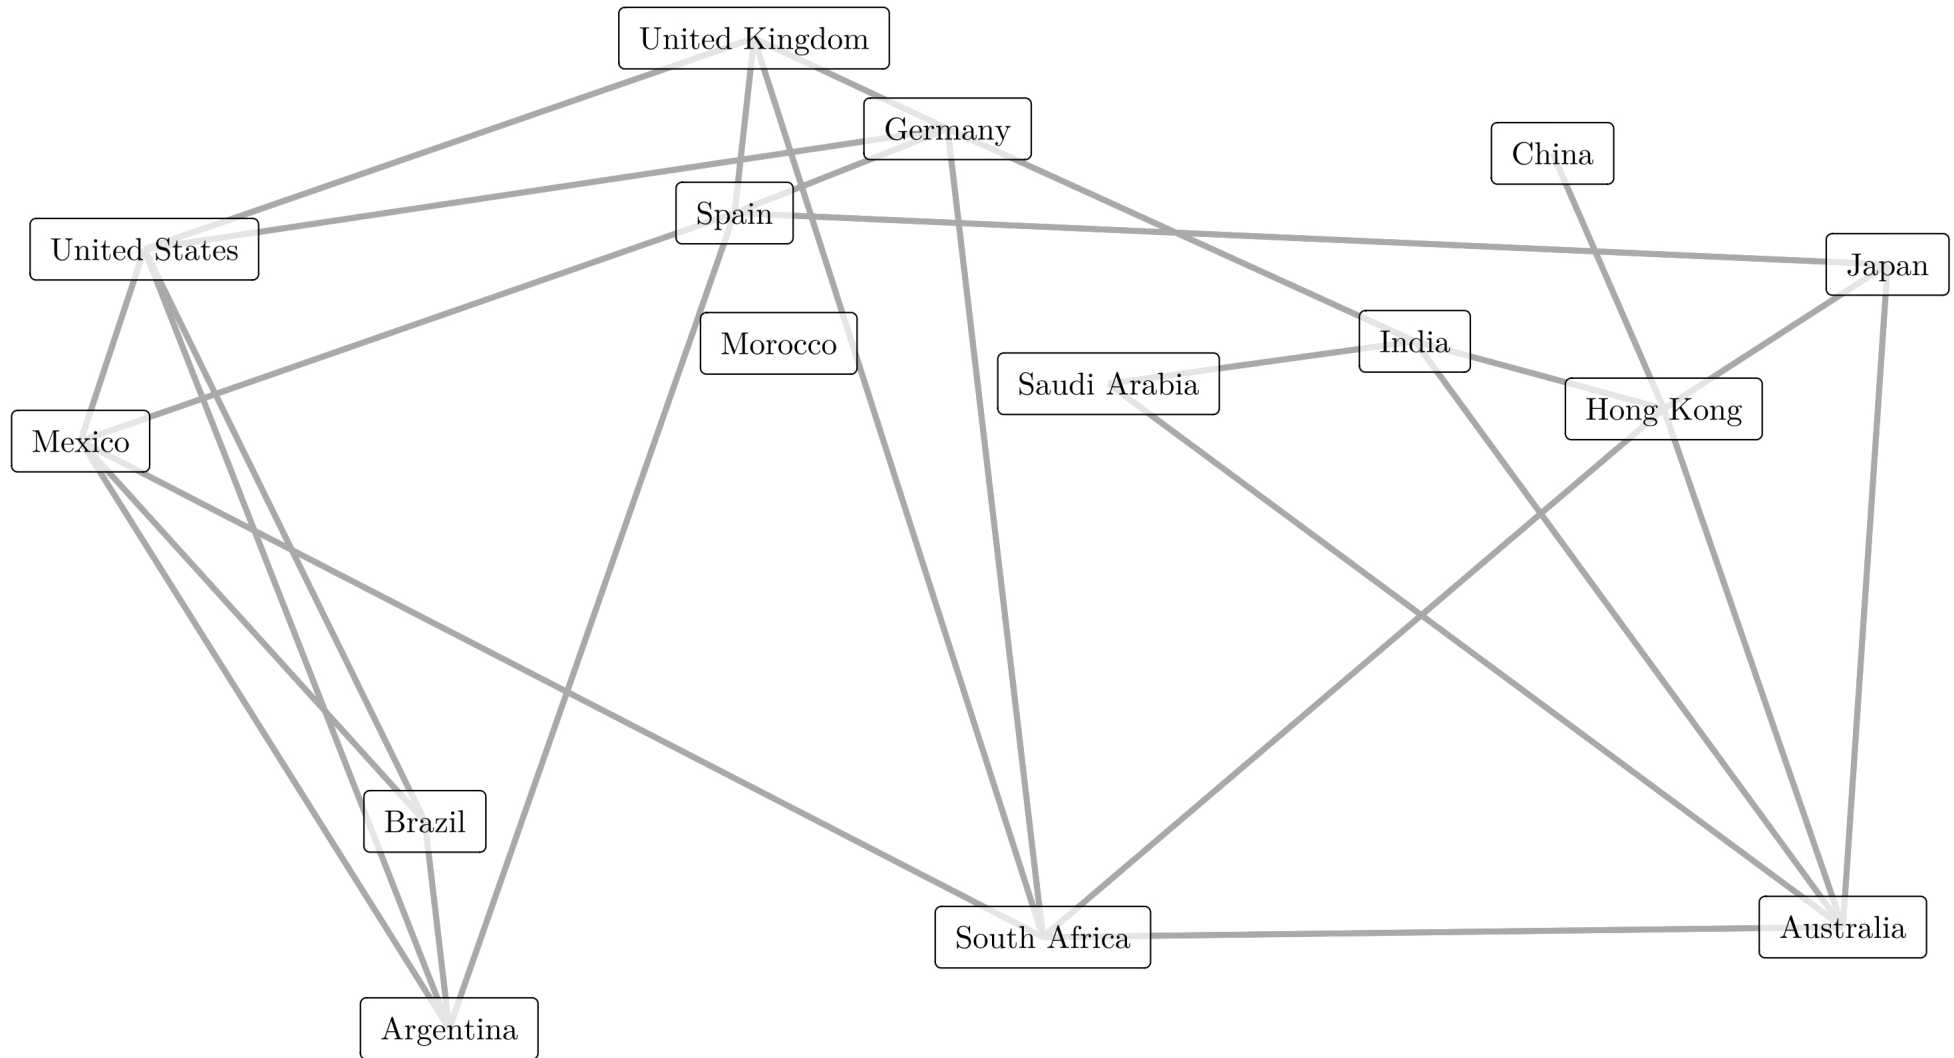 United Kingdom
Germany
China
Spain
United States
Japan
Morocco
India
Saudi Arabia
Hong Kong
Mexico
Brazil
South Africa
Australia
Argentina